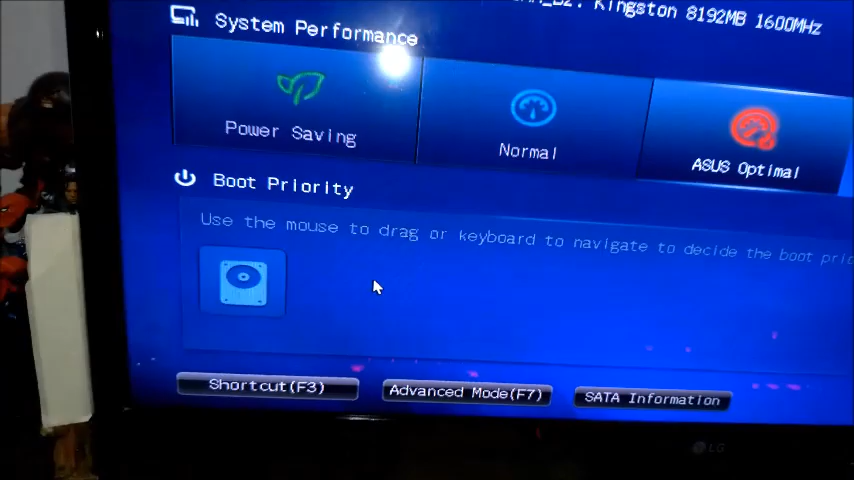 Kingston 8192MB 1600MHz
System Performance
Power Saving
Normal
ASUS Optimal
Boot Priority
Use the mouse to drag or keyboard to navigate to decide the boot
Shortcut(F3)
Advanced Mode(F7)
SATA Information
LG